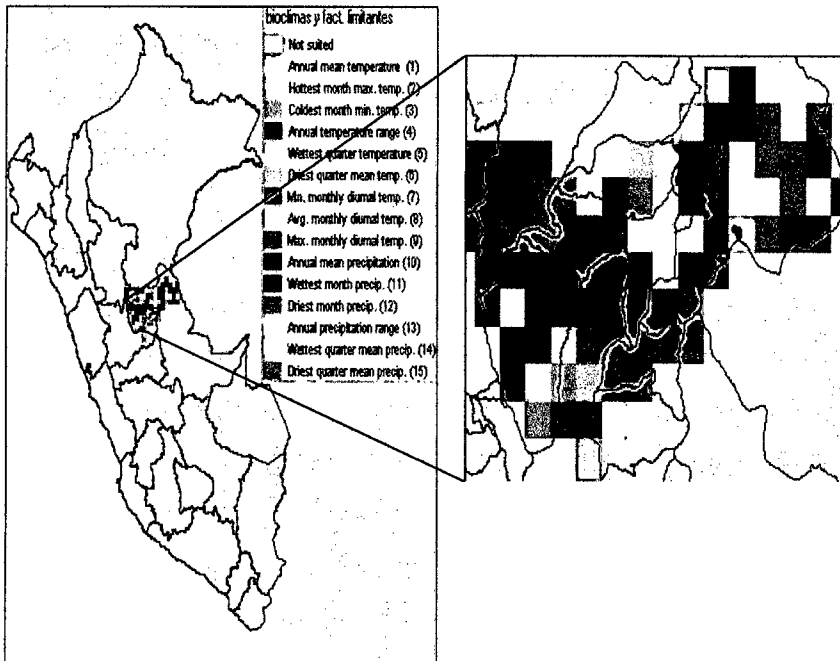 bioclimas y fact. limitantes
Not suited
Annual mean temperature (1)
Hottest month max. temp. (2)
Coldest month min. temp. (3)
Annual temperature range (4)
Wettest quarter temperature (5)
Driest quarter mean temp. (6)
Min. monthly diurnal temp. (7)
Avg. monthly diurnal temp. (8)
Max. monthly diurnal temp. (9)
Annual mean precipitation (10)
Wettest month precip. (11)
Driest month precip. (12)
Annual precipitation range (13)
Wettest quarter mean precip. (14)
Driest quarter mean precip. (15)